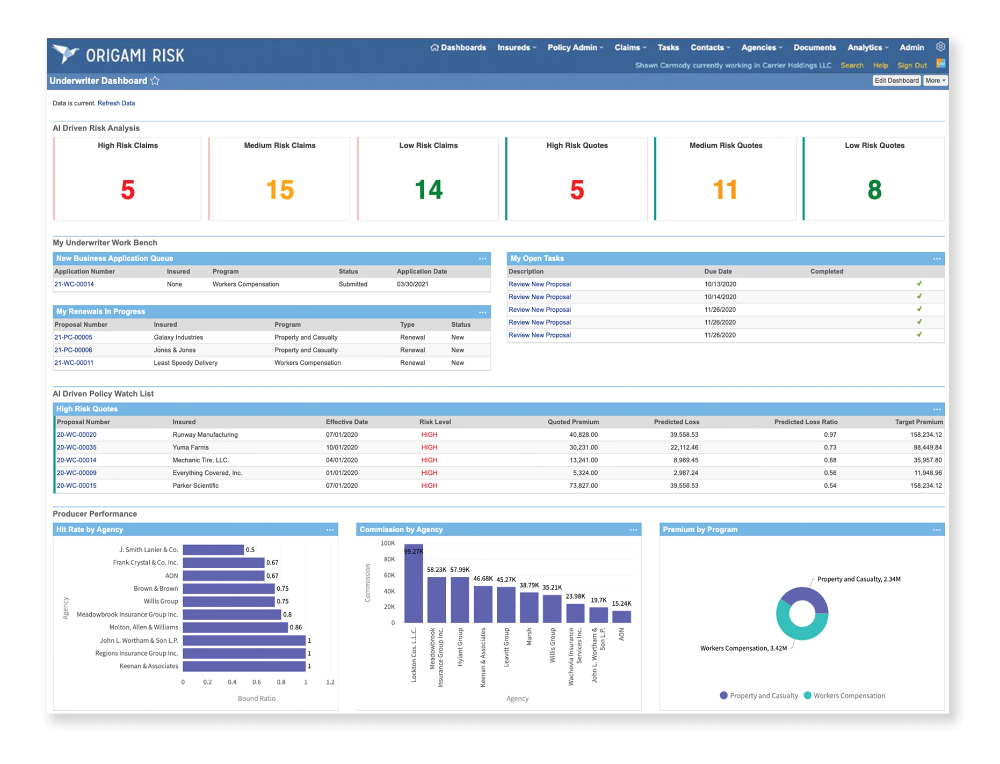 ORIGAMI RISK
Dashboards Insureds Policy Admin Claims Tasks Contacts Agencies Documents Analytics Admin
Shawn Carmody currently working in Carrier Holdings LLC Search Help Sign Out
Underwriter Dashboard Edit Dashboard More
Data is current. Refresh Data
AI Driven Risk Analysis
High Risk Claims Medium Risk Claims Low Risk Claims High Risk Quotes Medium Risk Quotes Low Risk Quotes
5 15 14 5 11 8
My Underwriter Work Bench
New Business Application Queue ...
Application Number Insured Program Status Application Date
21-WC-00014 None Workers Compensation Submitted 03/30/2021
My Renewals In Progress ...
Proposal Number Insured Program Type Status
21-PC-00005 Galaxy Industries Property and Casualty Renewal New
21-PC-00006 Jones & Jones Property and Casualty Renewal New
21-WC-00011 Least Speedy Delivery Workers Compensation Renewal New
My Open Tasks ...
Description Due Date Completed
Review New Proposal 10/13/2020
Review New Proposal 10/14/2020
Review New Proposal 11/26/2020
Review New Proposal 11/26/2020
Review New Proposal 11/26/2020
AI Driven Policy Watch List
High Risk Quotes ...
Proposal Number Insured Effective Date Risk Level Quoted Premium Predicted Loss Predicted Loss Ratio Target Premium
20-WC-00020 Runway Manufacturing 07/01/2020 HIGH 40,828.00 39,558.53 0.97 158,234.12
20-WC-00035 Yuma Farms 10/01/2020 HIGH 30,231.00 22,112.46 0.73 88,449.84
20-WC-00014 Mechanic Tire, LLC. 04/01/2020 HIGH 13,241.00 8,989.45 0.68 35,957.80
20-WC-00009 Everything Covered, Inc. 01/01/2020 HIGH 5,324.00 2,987.24 0.56 11,948.96
20-WC-00015 Parker Scientific 07/01/2020 HIGH 73,827.00 39,558.53 0.54 158,234.12
Producer Performance
Hit Rate by Agency ...
J. Smith Lanier & Co. 0.5
Frank Crystal & Co. Inc. 0.67
AON 0.67
Brown & Brown 0.75
Willis Group 0.75
Meadowbrook Insurance Group Inc. 0.8
Molton, Allen & Williams 0.86
John L. Wortham & Son L.P. 1
Regions Insurance Group Inc. 1
Keenan & Associates 1
Agency
0 0.2 0.4 0.6 0.8 1 1.2
Bound Ratio
Commission by Agency ...
100K
80K
60K
40K
20K
0
Commission
99.27K 58.23K 57.99K 46.68K 45.27K 38.79K 35.21K 23.98K 19.7K 15.24K
Lockton Cos. L.L.C.
Meadowbrook
Insurance Group Inc.
Hylant Group
Keenan & Associates
Leavitt Group
Marsh
Willis Group
Wachovia Insurance
Services Inc.
John L. Wortham &
Son L.P.
AON
Agency
Premium by Program ...
Property and Casualty, 2.34M
Workers Compensation, 3.42M
Property and Casualty Workers Compensation